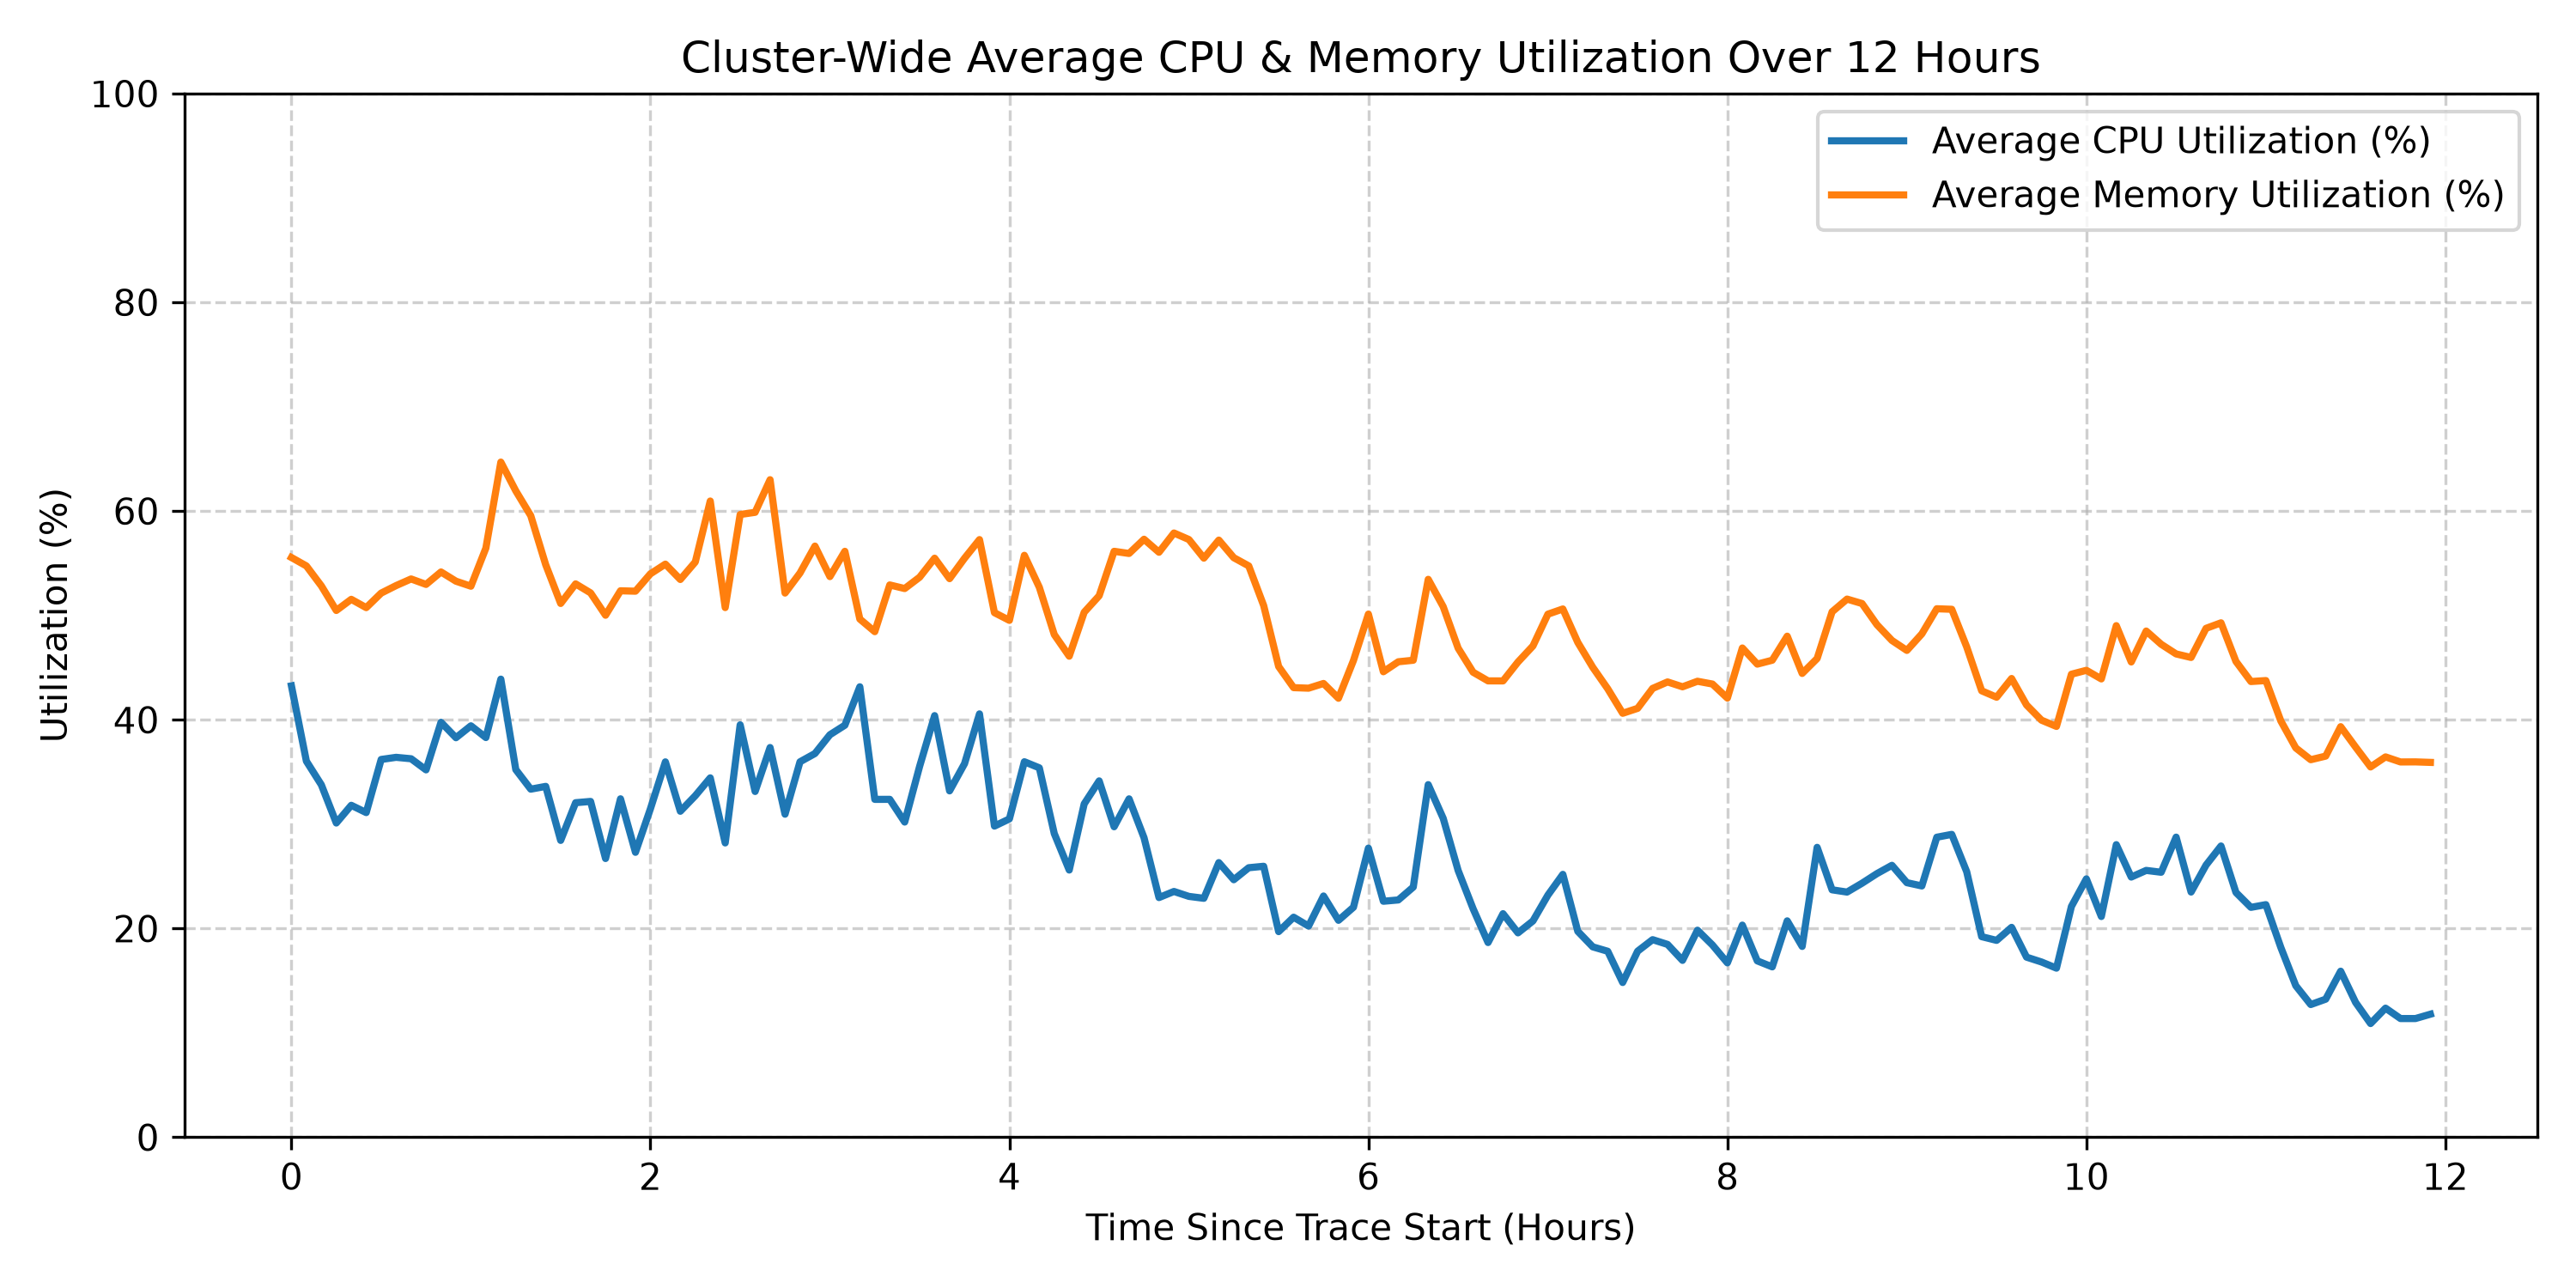 Cluster-Wide Average CPU & Memory Utilization Over 12 Hours
Average CPU Utilization (%)
Average Memory Utilization (%)
Utilization (%)
100
80
60
40
20
0
0 2 4 6 8 10 12
Time Since Trace Start (Hours)